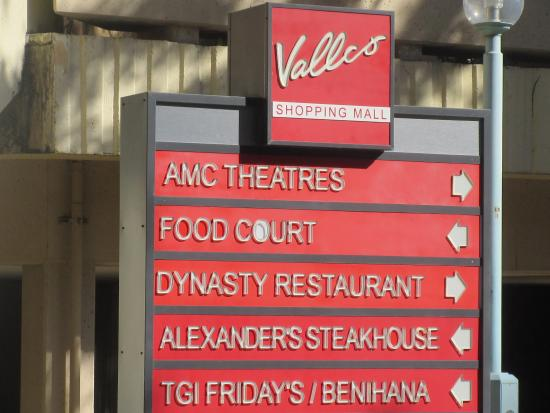 Vallco
SHOPPING MALL
AMC THEATRES
FOOD COURT
DYNASTY RESTAURANT
ALEXANDER'S STEAKHOUSE
TGI FRIDAY'S / BENIHANA